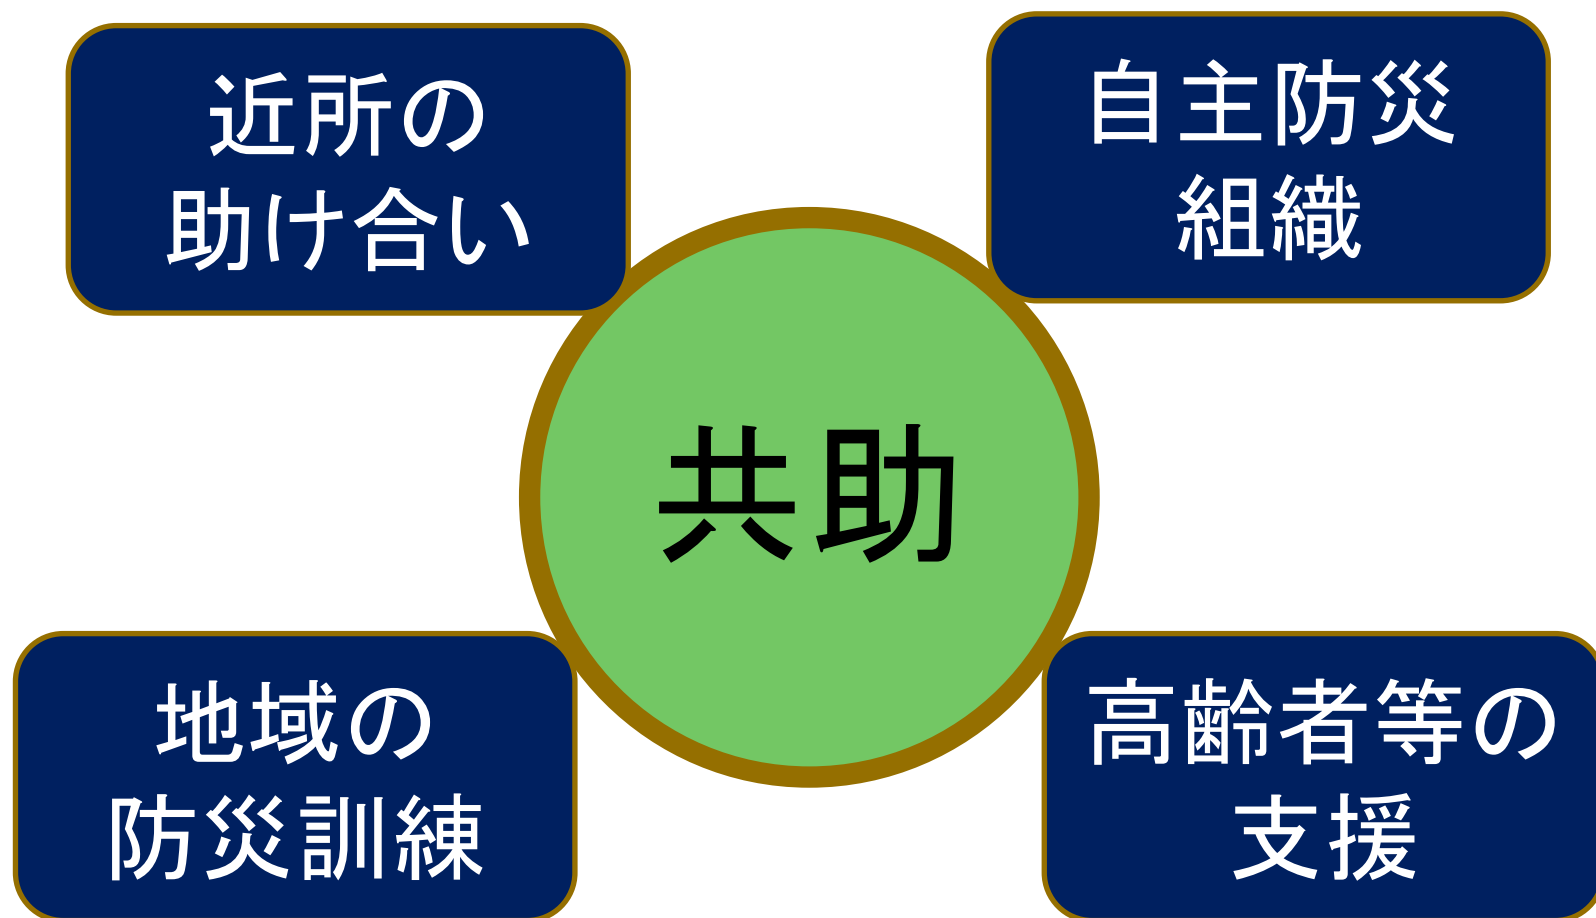 近所の
助け合い
自主防災
組織
共助
地域の
防災訓練
高齢者等の
支援